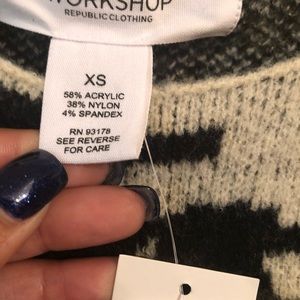 WORKSHOP
REPUBLIC CLOTHING
XS
58% ACRYLIC
38% NYLON
4% SPANDEX
RN 93178
SEE REVERSE
FOR CARE